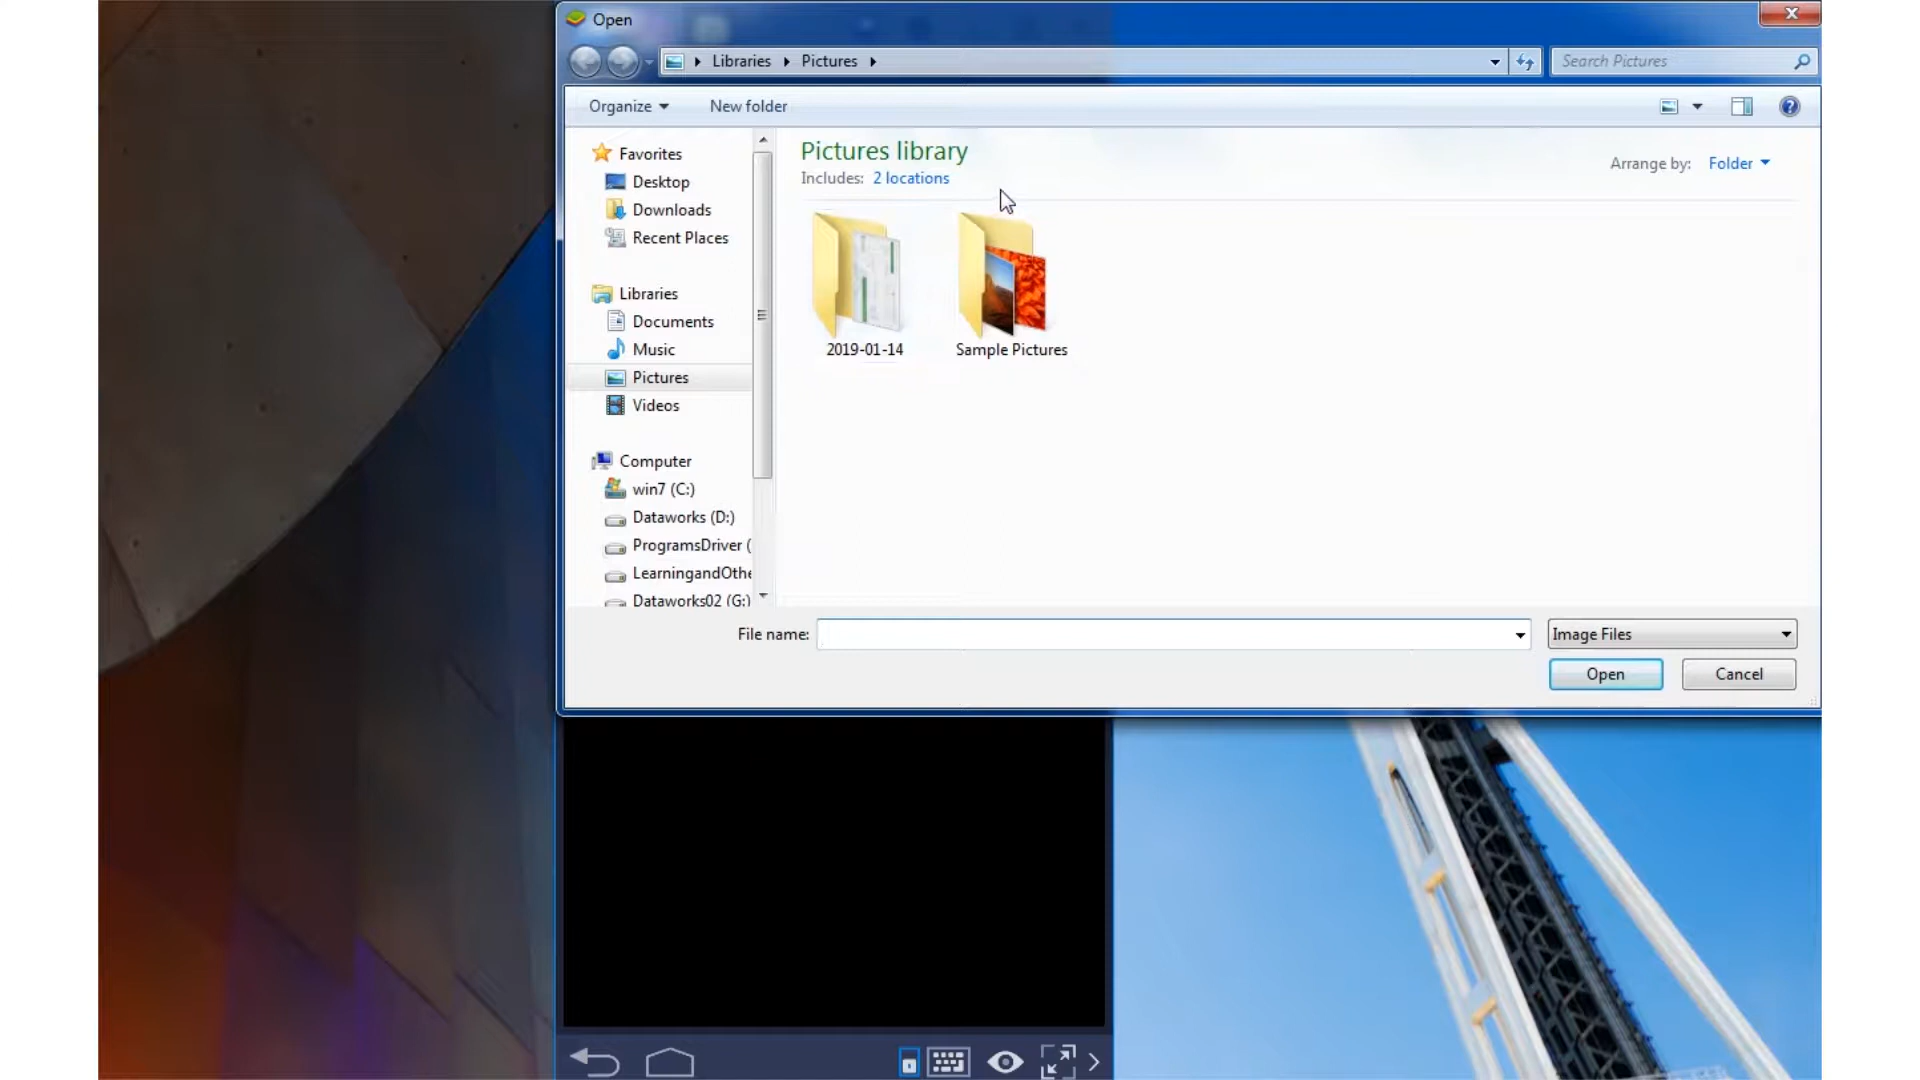 Open
Libraries Pictures
Search Pictures
Organize
New folder
Favorites
Desktop
Downloads
Recent Places
Libraries
Documents
Music
Pictures
Videos
Computer
win7 (C:)
Dataworks (D:)
ProgramsDriver (
LearningandOthe
Dataworks02 (G:)
Pictures library
Includes: 2 locations
Arrange by: Folder
2019-01-14
Sample Pictures
File name:
Image Files
Open
Cancel